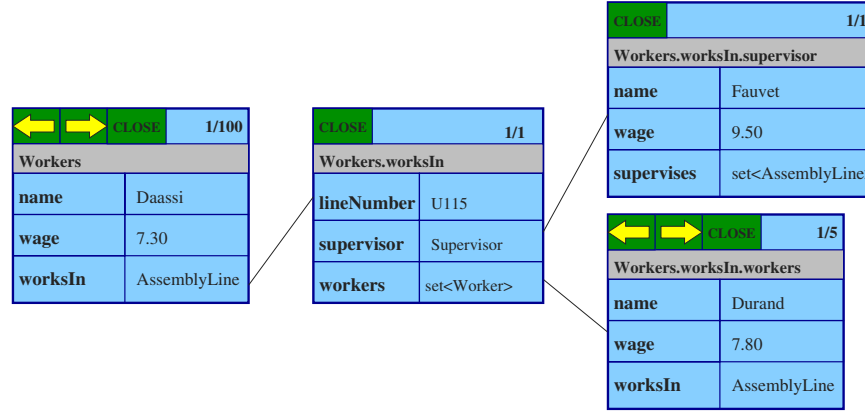 CLOSE 1/100
Workers
name Daassi
wage 7.30
worksIn AssemblyLine
CLOSE 1/1
Workers.worksIn
lineNumber U115
supervisor Supervisor
workers set<Worker>
CLOSE 1/1
Workers.worksIn.supervisor
name Fauvet
wage 9.50
supervises set<AssemblyLine
CLOSE 1/5
Workers.worksIn.workers
name Durand
wage 7.80
worksIn AssemblyLine